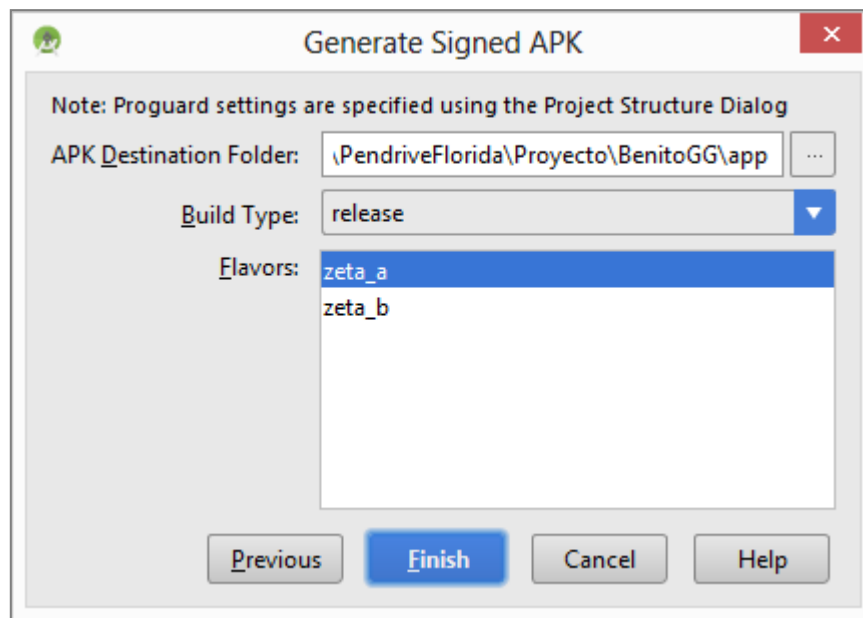 Generate Signed APK
Note: Proguard settings are specified using the Project Structure Dialog
APK Destination Folder: \PendriveFlorida\Proyecto\BenitoGG\app ...
Build Type: release
Flavors: zeta_a
zeta_b
Previous Finish Cancel Help